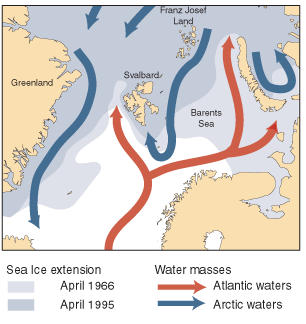 Franz Josef
Land
Svalbard
Greenland
Barents
Sea
Sea Ice extension
April 1966
April 1995
Water masses
Atlantic waters
Arctic waters